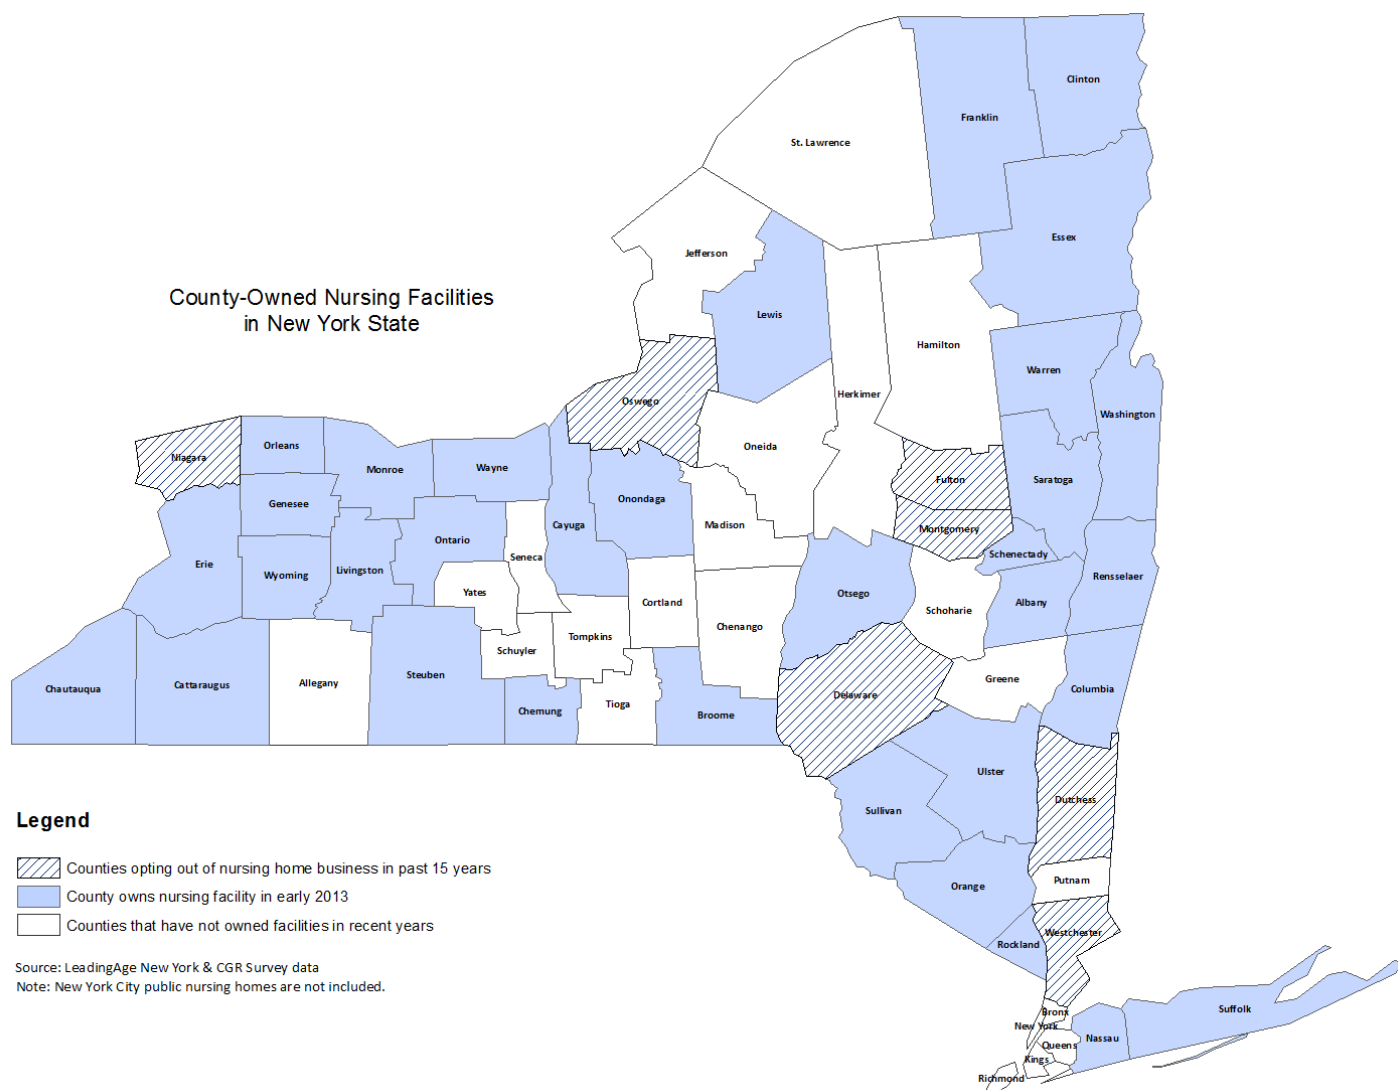 Clinton
Franklin
St. Lawrence
Essex
Jefferson
County-Owned Nursing Facilities
in New York State
Lewis
Hamilton
Warren
Herkimer
Oswego
Washington
Oneida
Orleans
Niagara
Monroe
Wayne
Fulton
Saratoga
Onondaga
Genesee
Madison
Cayuga
Montgomery
Ontario
Schenectady
Seneca
Erie
Wyoming
Livingston
Rensselaer
Yates
Otsego
Cortland
Albany
Schoharie
Chenango
Tompkins
Schuyler
Steuben
Greene
Allegany
Cattaraugus
Chautauqua
Columbia
Delaware
Tioga
Chemung
Broome
Ulster
Dutchess
Sullivan
Legend
Counties opting out of nursing home business in past 15 years
County owns nursing facility in early 2013
Counties that have not owned facilities in recent years
Putnam
Orange
Westchester
Rockland
Source: LeadingAge New York & CGR Survey data
Note: New York City public nursing homes are not included.
Suffolk
Bronx
New York
Nassau
Queens
Kings
Richmond